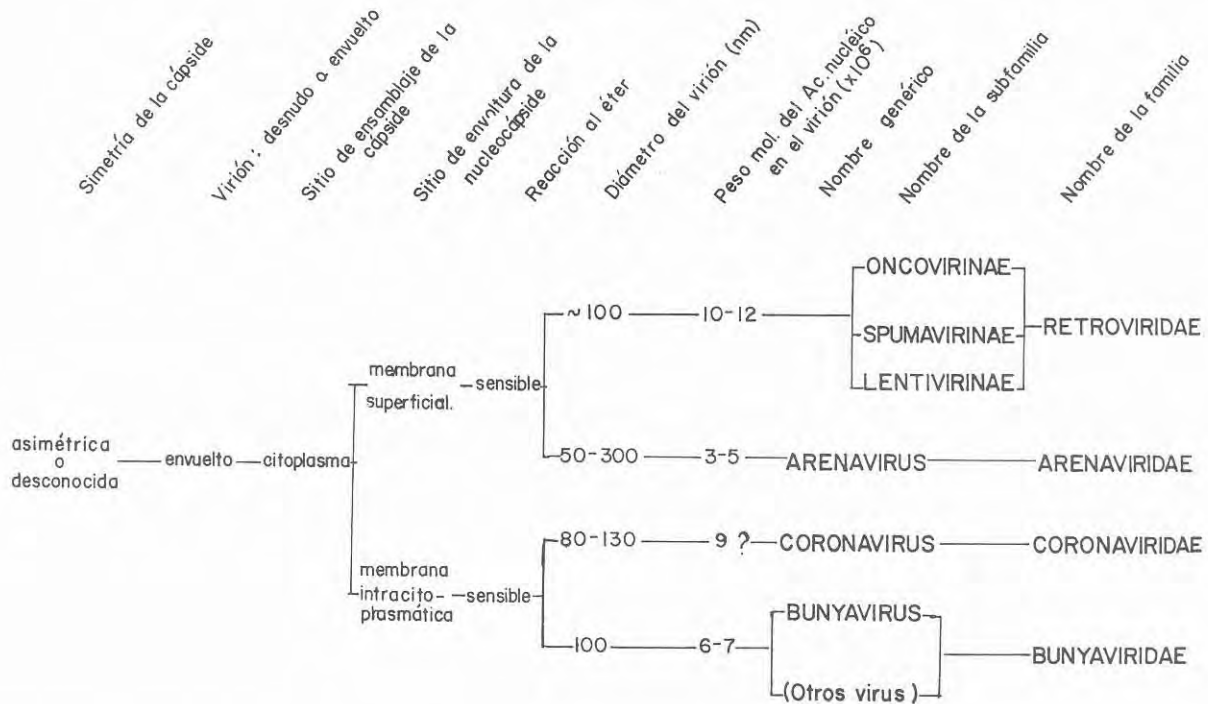 Simetría de la cápside
Virión: desnudo o envuelto
Sitio de ensamblaje de la
cápside
Sitio de envoltura de la
nucleocápside
Reacción al éter
Diámetro del virión (nm)
Peso mol. del Ac. nucléico
en el virión (x10⁶)
Nombre genérico
Nombre de la subfamilia
Nombre de la familia
asimétrica
o
desconocida
envuelto
citoplasma
membrana
superficial.
sensible
~100
10-12
ONCOVIRINAE
SPUMAVIRINAE
LENTIVIRINAE
RETROVIRIDAE
50-300
3-5
ARENAVIRUS
ARENAVIRIDAE
membrana
intracito-
plasmática
sensible
80-130
9 ?
CORONAVIRUS
CORONAVIRIDAE
100
6-7
BUNYAVIRUS
(Otros virus)
BUNYAVIRIDAE